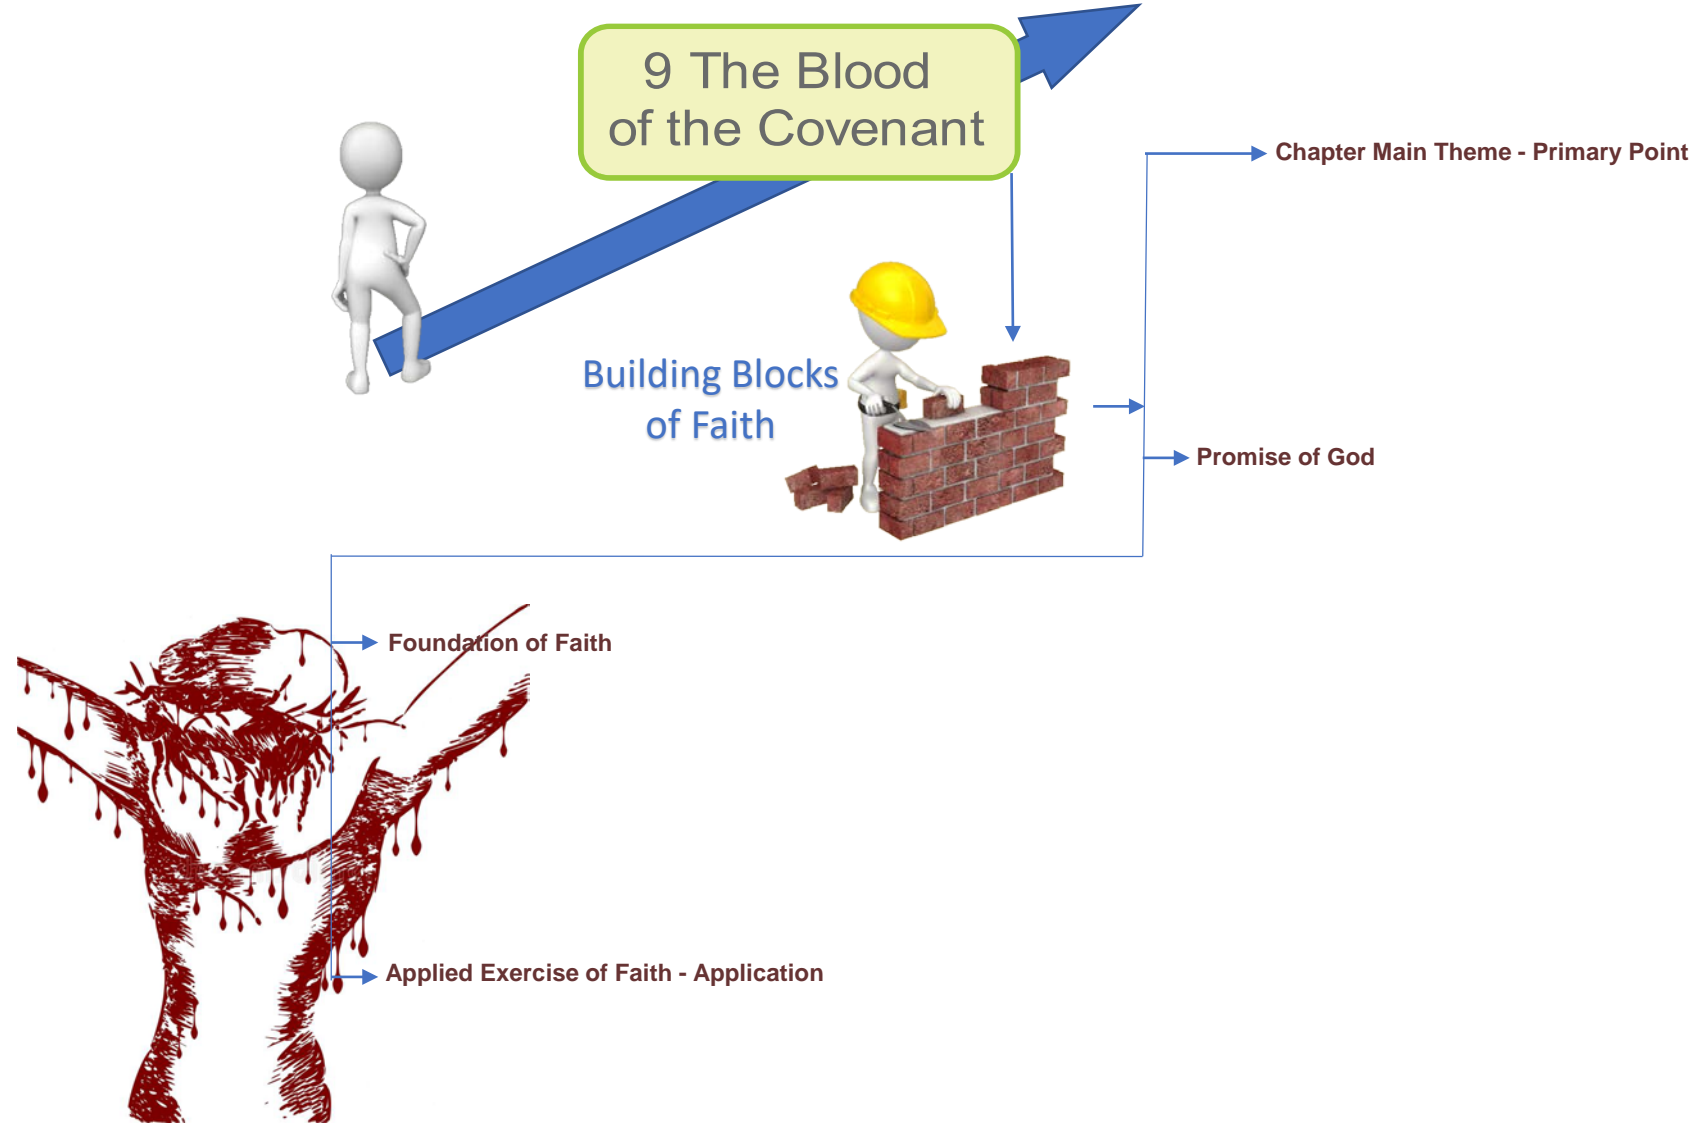 9 The Blood
of the Covenant
Chapter Main Theme - Primary Point
Building Blocks
of Faith
Promise of God
Foundation of Faith
Applied Exercise of Faith - Application